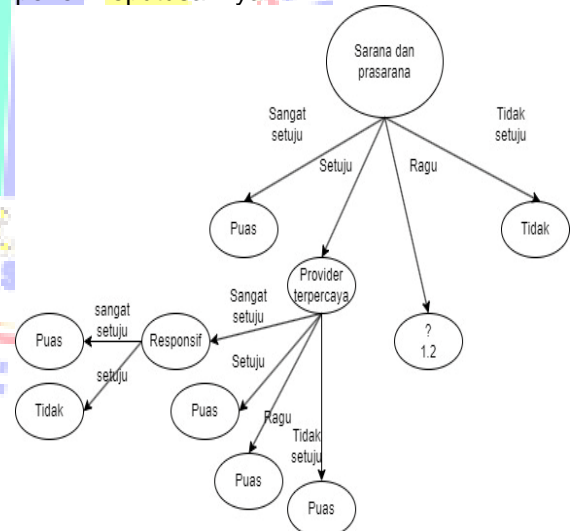 Sarana dan
prasarana
Sangat
setuju
Setuju
Ragu
Tidak
setuju
Puas
Provider
terpercaya
?
1.2
Tidak
Sangat
setuju
Responsif
sangat
setuju
Puas
setuju
Tidak
Setuju
Puas
Ragu
Puas
Tidak
setuju
Puas